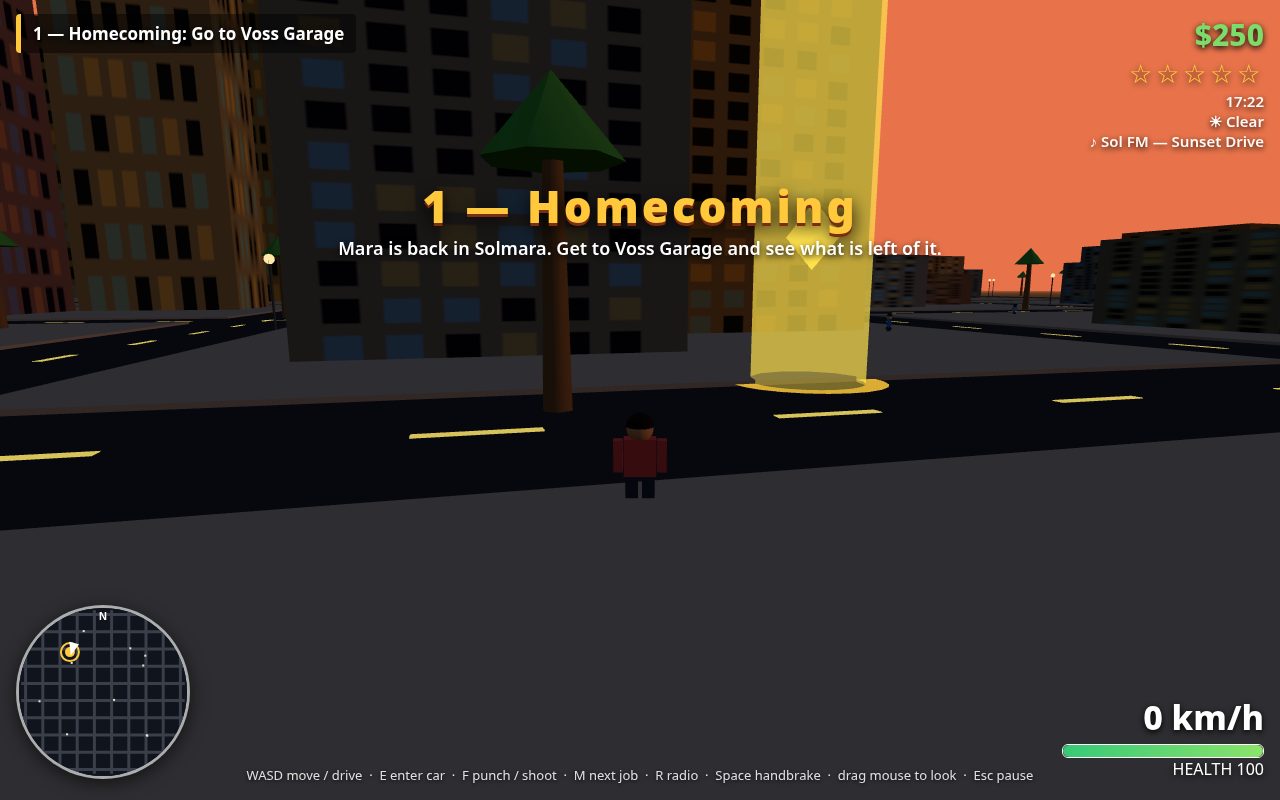 1 — Homecoming: Go to Voss Garage
$250
☆☆☆☆☆
17:22
☀ Clear
♪ Sol FM — Sunset Drive
1 — Homecoming
Mara is back in Solmara. Get to Voss Garage and see what is left of it.
N
0 km/h
HEALTH 100
WASD move / drive · E enter car · F punch / shoot · M next job · R radio · Space handbrake · drag mouse to look · Esc pause